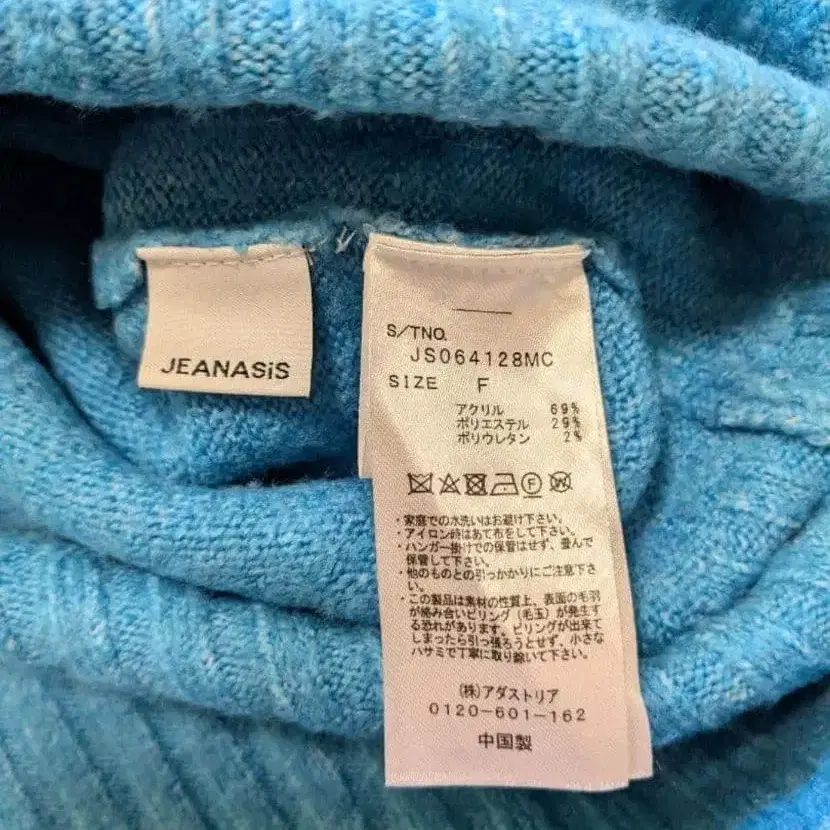 JEANASiS
S/TNO.
JS064128MC
SIZE F
アクリル 69%
ポリエステル 29%
ポリウレタン 2%
F W
・家庭での水洗いはお避け下さい。
・アイロン時はあて布をして下さい。
・ハンガー掛けでの保管はせず、畳んで
保管して下さい。
・他のものとの引っかかりにご注意下さ
い。
・この製品は素材の性質上、表面の毛羽
が絡み合いピリング(毛玉)が発生す
る恐れがあります。ピリングが出来て
しまったら引っ張ろうとせず、小さな
ハサミで丁寧に取り除いて下さい。
(株)アダストリア
0120-601-162
中国製